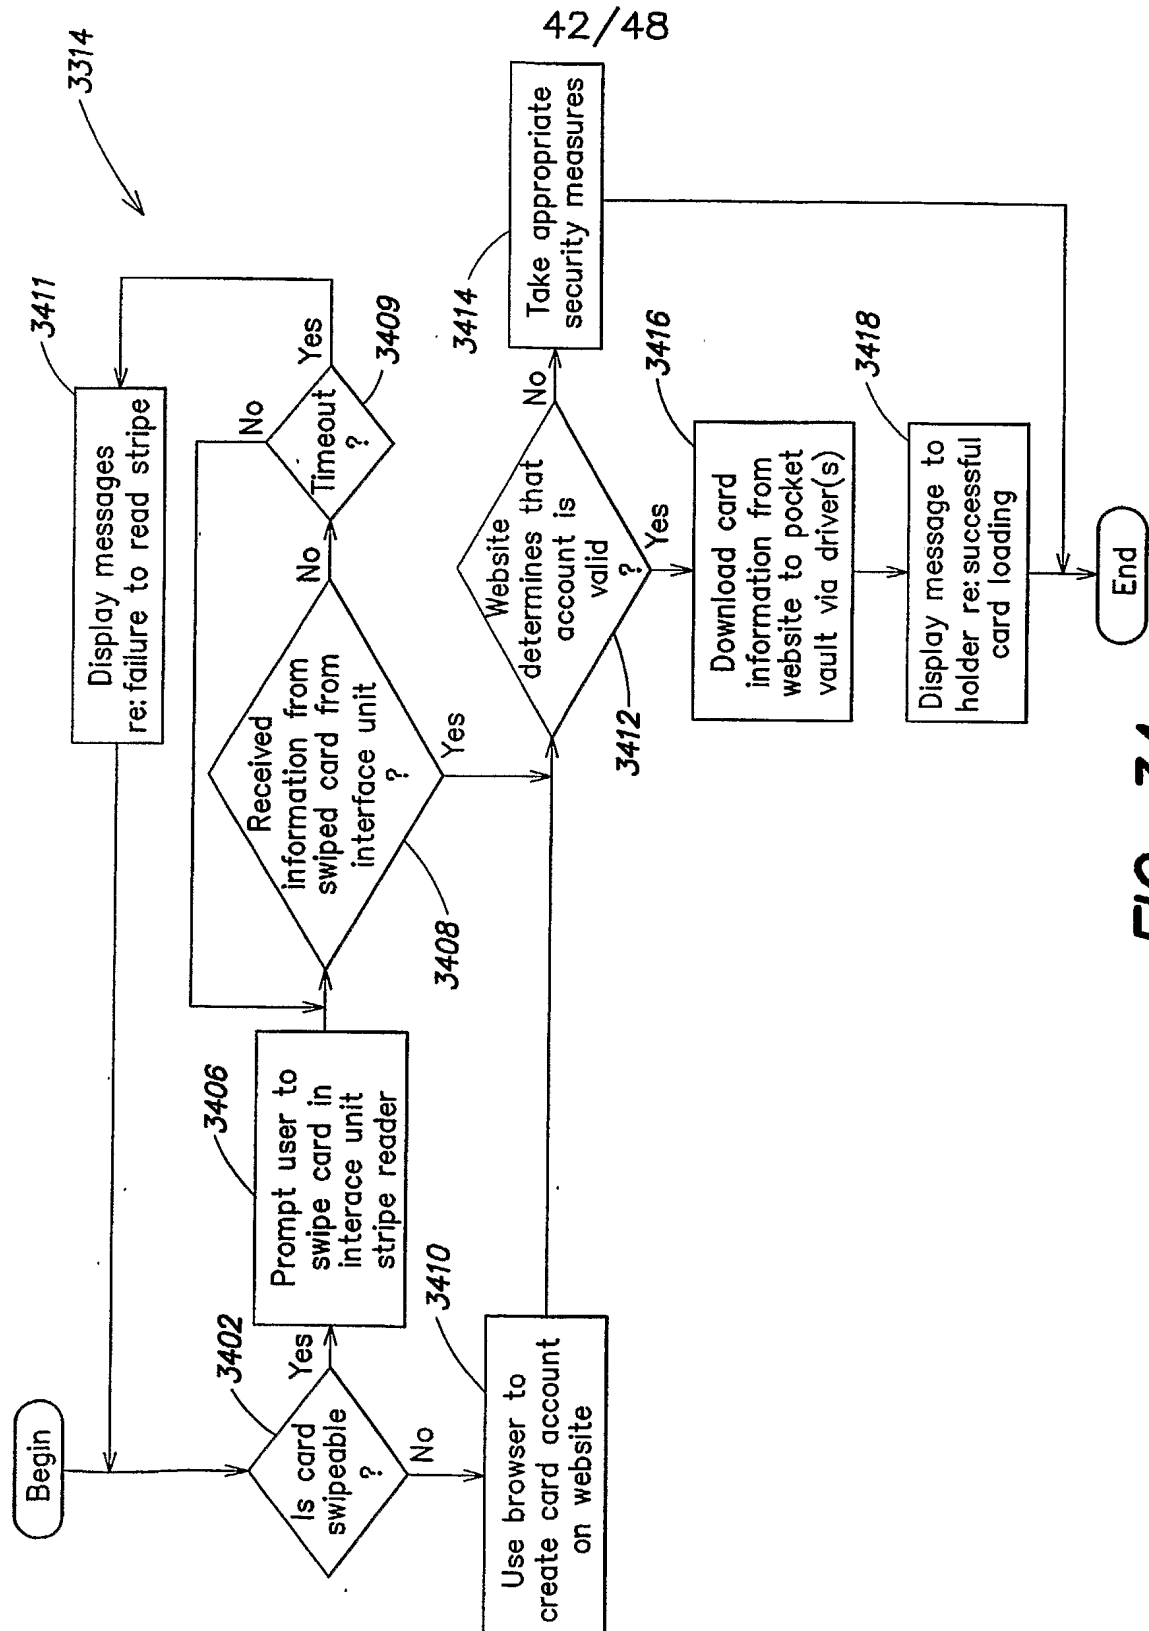 42/48
3314
Begin
3411
Display messages
re: failure to read stripe
3402
Is card
swipeable
?
Yes
No
3406
Prompt user to
swipe card in
interace unit
stripe reader
3408
Received
information from
swiped card from
interface unit
?
No
Yes
3409
Timeout
?
No
Yes
3410
Use browser to
create card account
on website
3412
Website
determines that
account is
valid
?
No
Yes
3414
Take appropriate
security measures
3416
Download card
information from
website to pocket
vault via driver(s)
3418
Display message to
holder re: successful
card loading
End